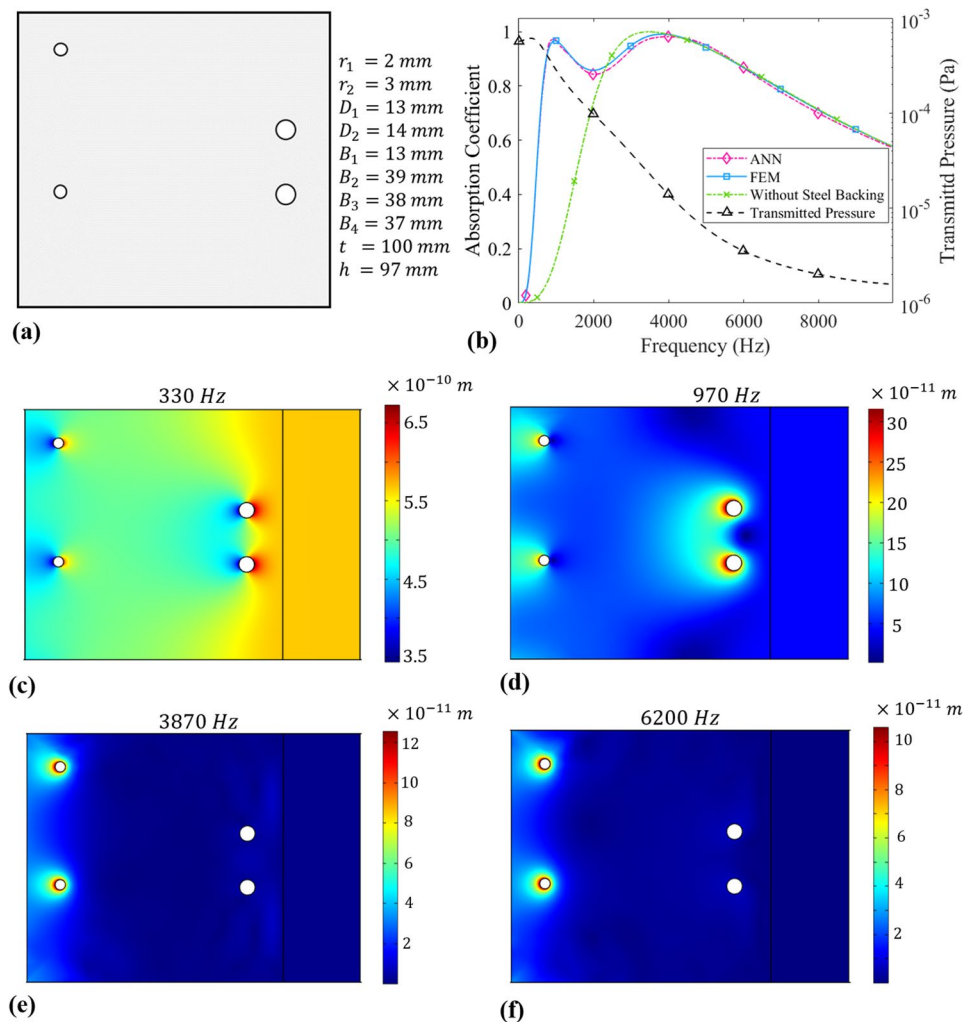 r₁ = 2 mm
r₂ = 3 mm
D₁ = 13 mm
D₂ = 14 mm
B₁ = 13 mm
B₂ = 39 mm
B₃ = 38 mm
B₄ = 37 mm
t = 100 mm
h = 97 mm
(a)
Absorption Coefficient
1
0.8
0.6
0.4
0.2
0
ANN
FEM
Without Steel Backing
Transmitted Pressure
10⁻³
10⁻⁴
10⁻⁵
10⁻⁶
Transmittd Pressure (Pa)
0
2000
4000
6000
8000
Frequency (Hz)
(b)
330 Hz
× 10⁻¹⁰ m
6.5
5.5
4.5
3.5
(c)
970 Hz
× 10⁻¹¹ m
30
25
20
15
10
5
(d)
3870 Hz
× 10⁻¹¹ m
12
10
8
6
4
2
(e)
6200 Hz
× 10⁻¹¹ m
10
8
6
4
2
(f)